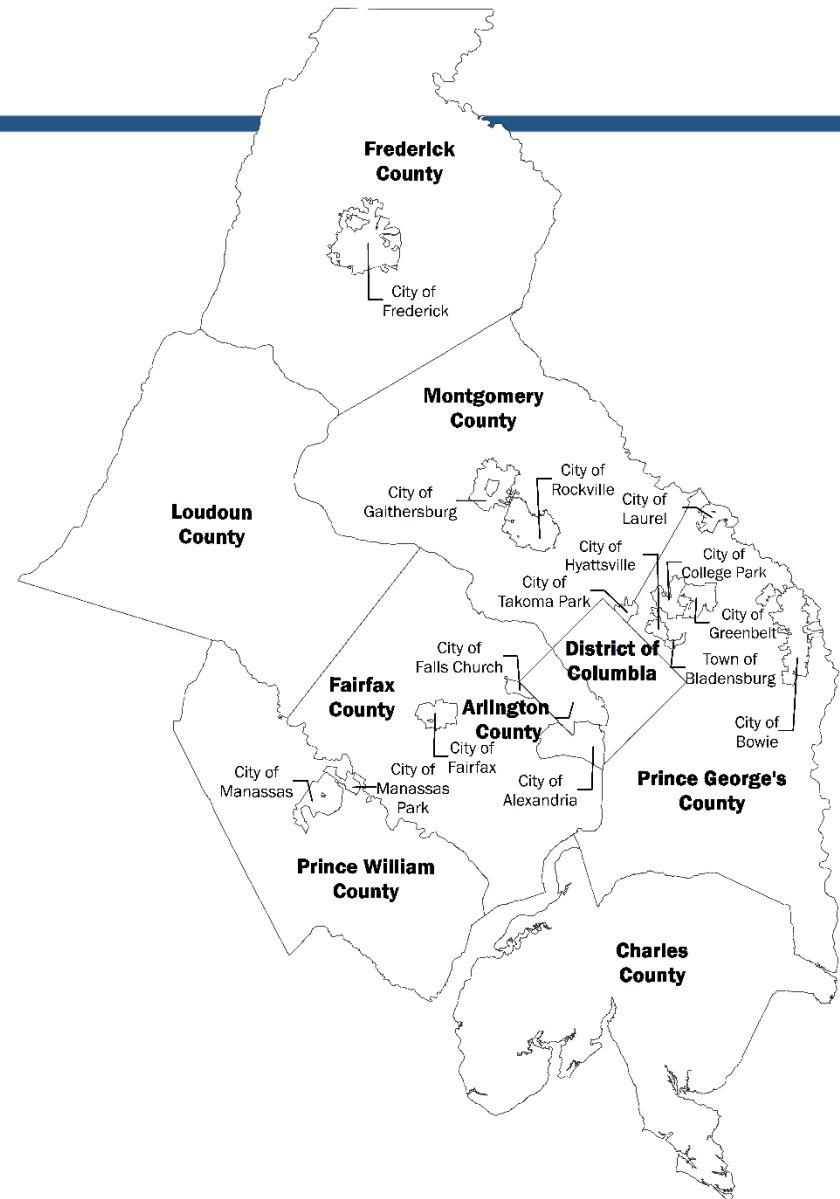 Frederick
County
City of
Frederick
Montgomery
County
City of
Rockville
City of
Gaithersburg
City of
Laurel
Loudoun
County
City of
Hyattsville
City of
College Park
City of
Takoma Park
City of
Greenbelt
District of
Columbia
Town of
Bladensburg
City of
Falls Church
Fairfax
County
Arlington
County
City of
Bowie
City of
Fairfax
City of
Manassas
City of
Manassas
Park
City of
Alexandria
Prince George's
County
Prince William
County
Charles
County